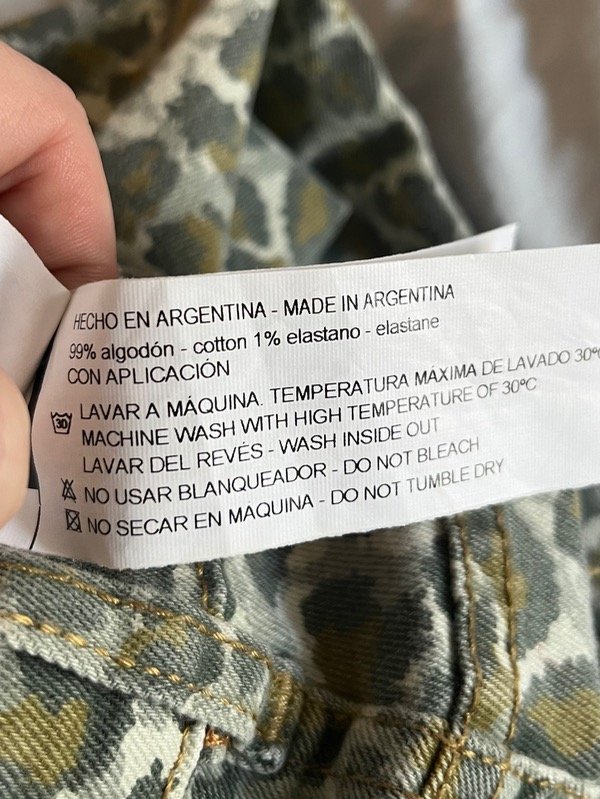 HECHO EN ARGENTINA - MADE IN ARGENTINA
99% algodón - cotton 1% elastano - elastane
CON APLICACIÓN
30
LAVAR A MÁQUINA. TEMPERATURA MAXIMA DE LAVADO 30º
MACHINE WASH WITH HIGH TEMPERATURE OF 30ºC
LAVAR DEL REVÉS - WASH INSIDE OUT
NO USAR BLANQUEADOR - DO NOT BLEACH
NO SECAR EN MAQUINA - DO NOT TUMBLE DRY